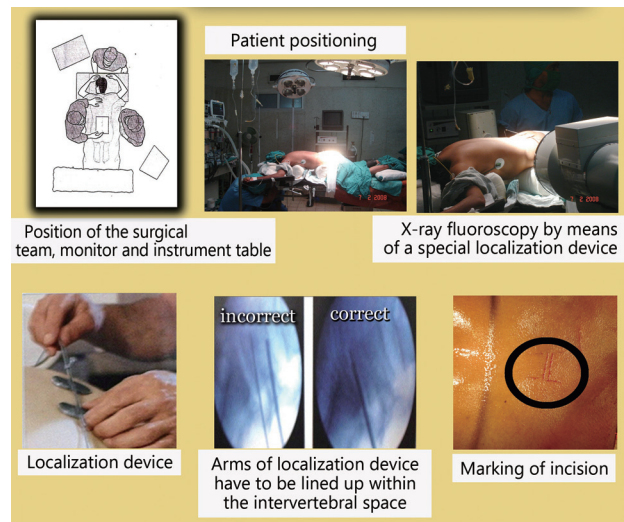 Patient positioning
Position of the surgical
team, monitor and instrument table
X-ray fluoroscopy by means
of a special localization device
incorrect
correct
Localization device
Arms of localization device
have to be lined up within
the intervertebral space
Marking of incision